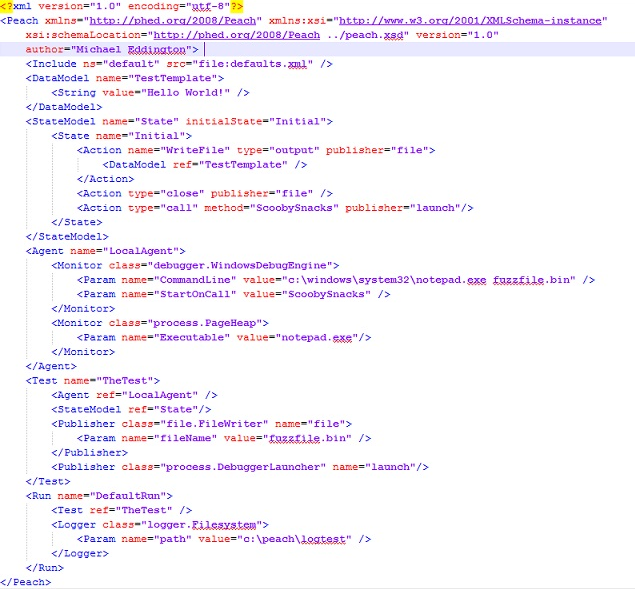 <?xml version="1.0" encoding="utf-8"?>
<Peach xmlns="http://phed.org/2008/Peach" xmlns:xsi="http://www.w3.org/2001/XMLSchema-instance"
xsi:schemaLocation="http://phed.org/2008/Peach ../peach.xsd" version="1.0"
author="Michael Eddington">
<Include ns="default" src="file:defaults.xml" />
<DataModel name="TestTemplate">
<String value="Hello World!" />
</DataModel>
<StateModel name="State" initialState="Initial">
<State name="Initial">
<Action name="WriteFile" type="output" publisher="file">
<DataModel ref="TestTemplate" />
</Action>
<Action type="close" publisher="file" />
<Action type="call" method="ScoobySnacks" publisher="launch"/>
</State>
</StateModel>
<Agent name="LocalAgent">
<Monitor class="debugger.WindowsDebugEngine">
<Param name="CommandLine" value="c:\windows\system32\notepad.exe fuzzfile.bin" />
<Param name="StartOnCall" value="ScoobySnacks" />
</Monitor>
<Monitor class="process.PageHeap">
<Param name="Executable" value="notepad.exe"/>
</Monitor>
</Agent>
<Test name="TheTest">
<Agent ref="LocalAgent" />
<StateModel ref="State"/>
<Publisher class="file.FileWriter" name="file">
<Param name="fileName" value="fuzzfile.bin" />
</Publisher>
<Publisher class="process.DebuggerLauncher" name="launch"/>
</Test>
<Run name="DefaultRun">
<Test ref="TheTest" />
<Logger class="logger.Filesystem">
<Param name="path" value="c:\peach\logtest" />
</Logger>
</Run>
</Peach>